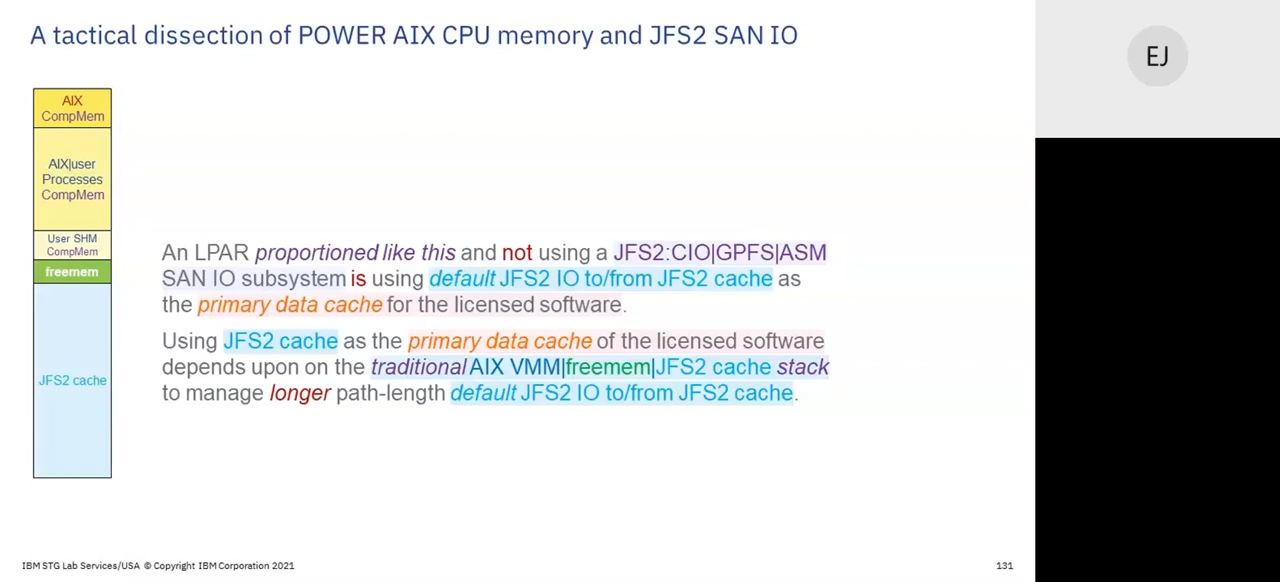 A tactical dissection of POWER AIX CPU memory and JFS2 SAN IO
EJ
AIX
CompMem
AIX|user
Processes
CompMem
User SHM
CompMem
freemem
JFS2 cache
An LPAR proportioned like this and not using a JFS2:CIO|GPFS|ASM
SAN IO subsystem is using default JFS2 IO to/from JFS2 cache as
the primary data cache for the licensed software.
Using JFS2 cache as the primary data cache of the licensed software
depends upon on the traditional AIX VMM|freemem|JFS2 cache stack
to manage longer path-length default JFS2 IO to/from JFS2 cache.
IBM STG Lab Services/USA © Copyright IBM Corporation 2021
131